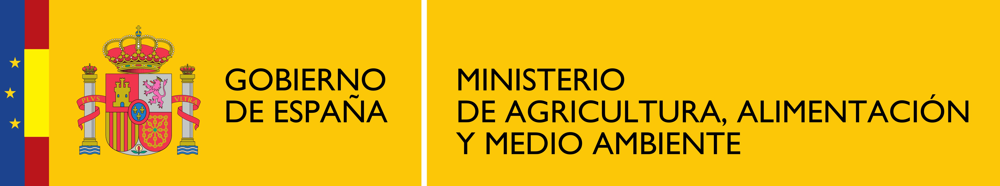 GOBIERNO
DE ESPAÑA
MINISTERIO
DE AGRICULTURA, ALIMENTACIÓN
Y MEDIO AMBIENTE
PLVS
VLTRA